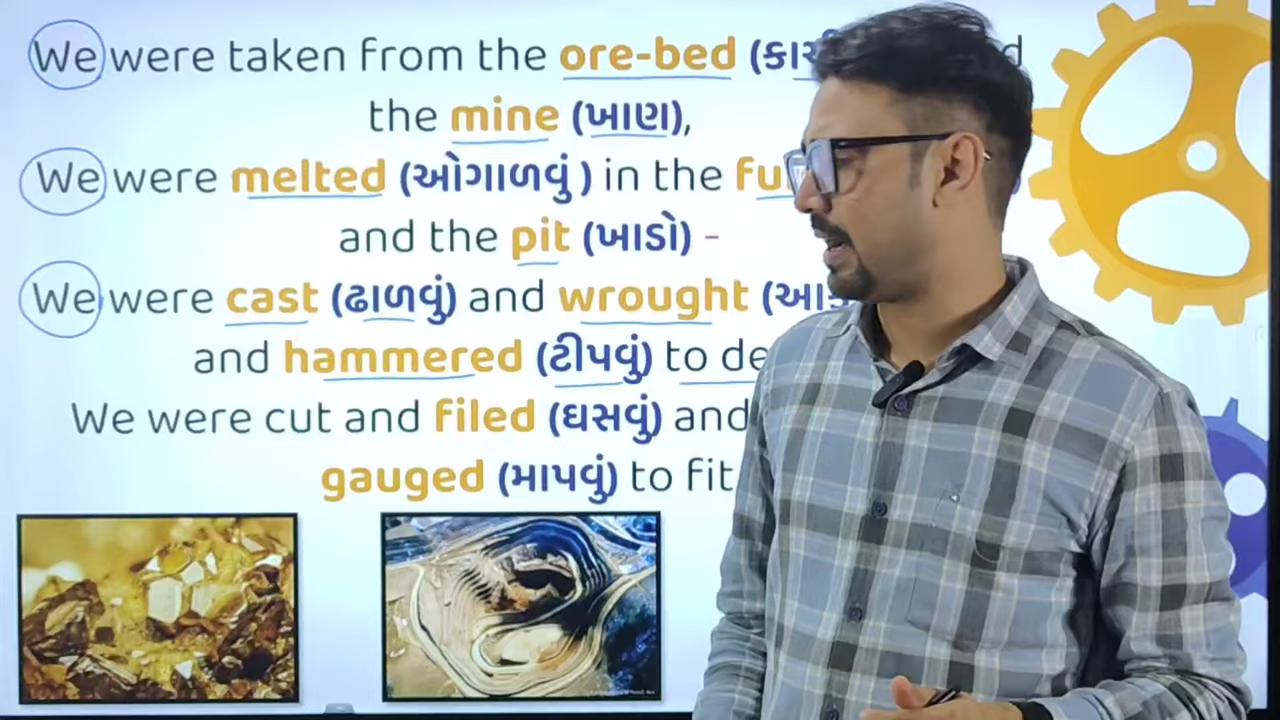 We were taken from the ore-bed
the mine (ખાણ),
We were melted (ઓગાળવું ) in the
and the pit (ખાડો) -
We were cast (ઢાળવું) and wrought
and hammered (ટીપવું) to
We were cut and filed (ઘસવું) and
gauged (માપવું) to fit